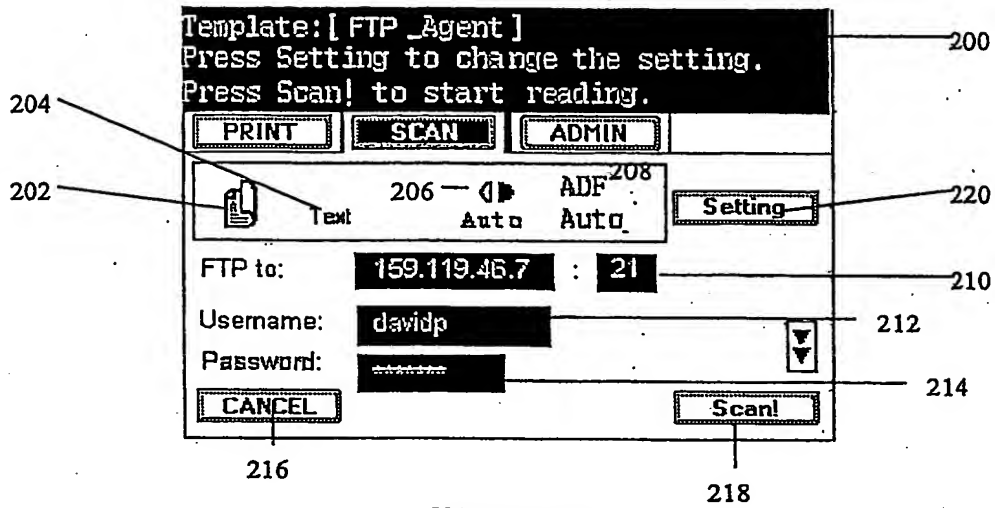 Template:[ FTP _Agent]
200
Press Setting to change the setting.
Press Scan! to start reading.
204
PRINT SCAN ADMIN
208
202 206 ADF 220
Text Auto Auto Setting
FTP to: 159.119.46.7 : 21
210
Username: davidp 212
Password: ********
214
CANCEL Scan!
216
218